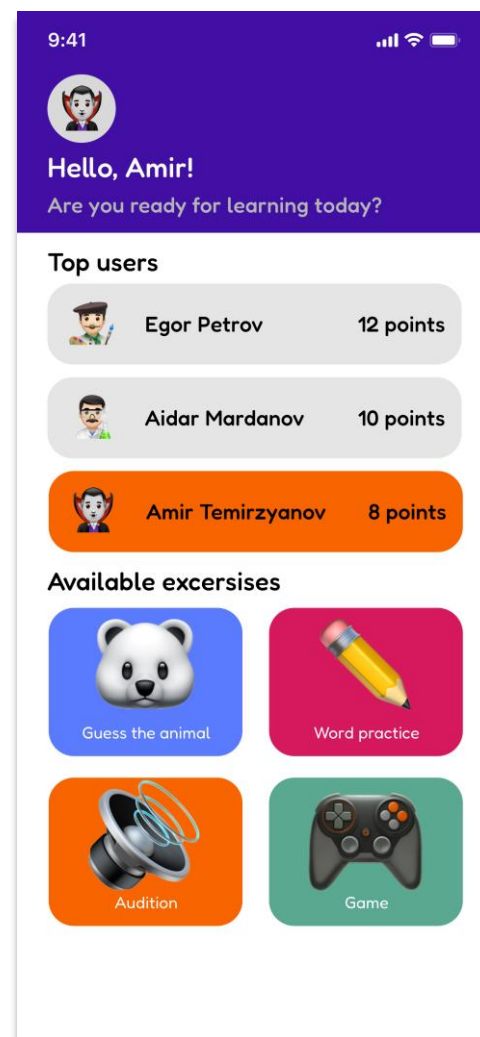 9:41
Hello, Amir!
Are you ready for learning today?
Top users
Egor Petrov 12 points
Aidar Mardanov 10 points
Amir Temirzyanov 8 points
Available excersises
Guess the animal Word practice
Audition Game